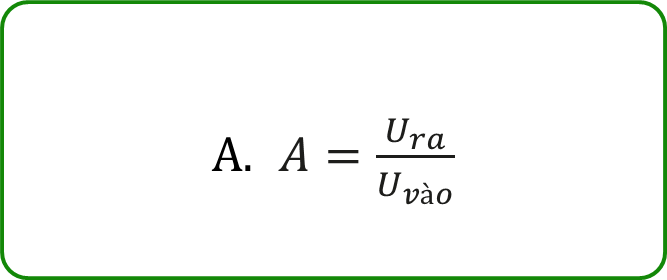 A. A = U_ra / U_vào